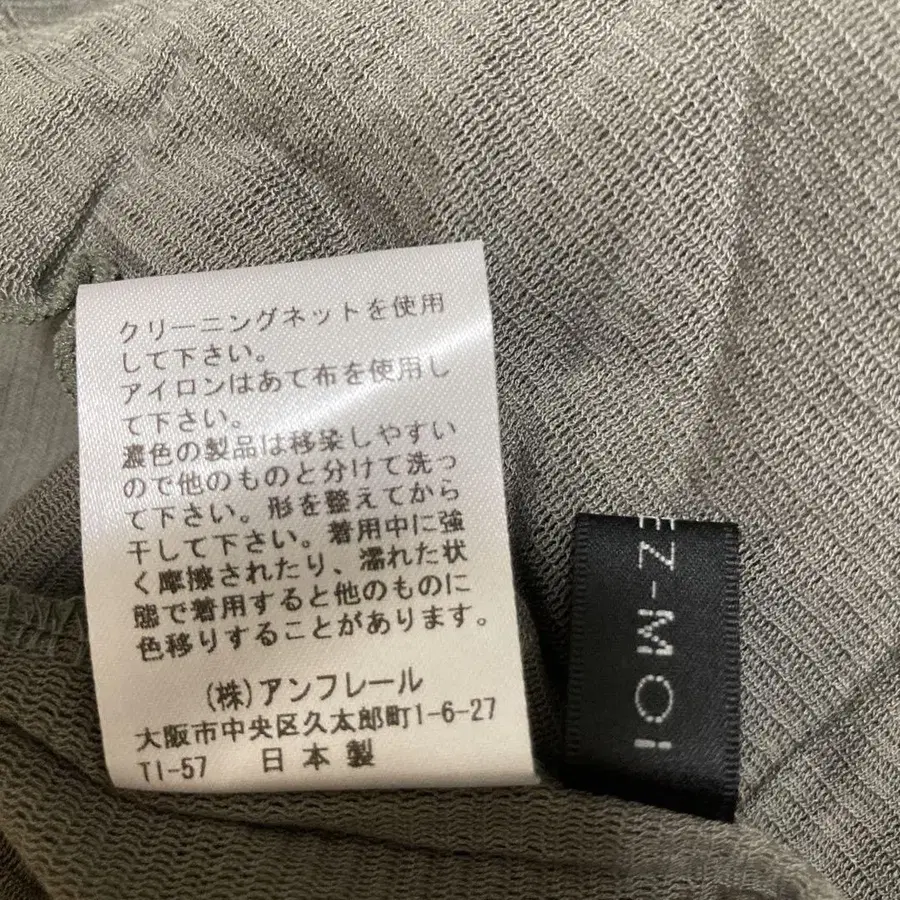 クリーニングネットを使用
して下さい。
アイロンはあて布を使用し
て下さい。
濃色の製品は移染しやすい
ので他のものと分けて洗っ
て下さい。形を整えてから
干して下さい。着用中に強
く摩擦されたり、濡れた状
態で着用すると他のものに
色移りすることがあります。
(株)アンフレール
大阪市中央区久太郎町1-6-27
TI-57 日本製
EZ-MOI